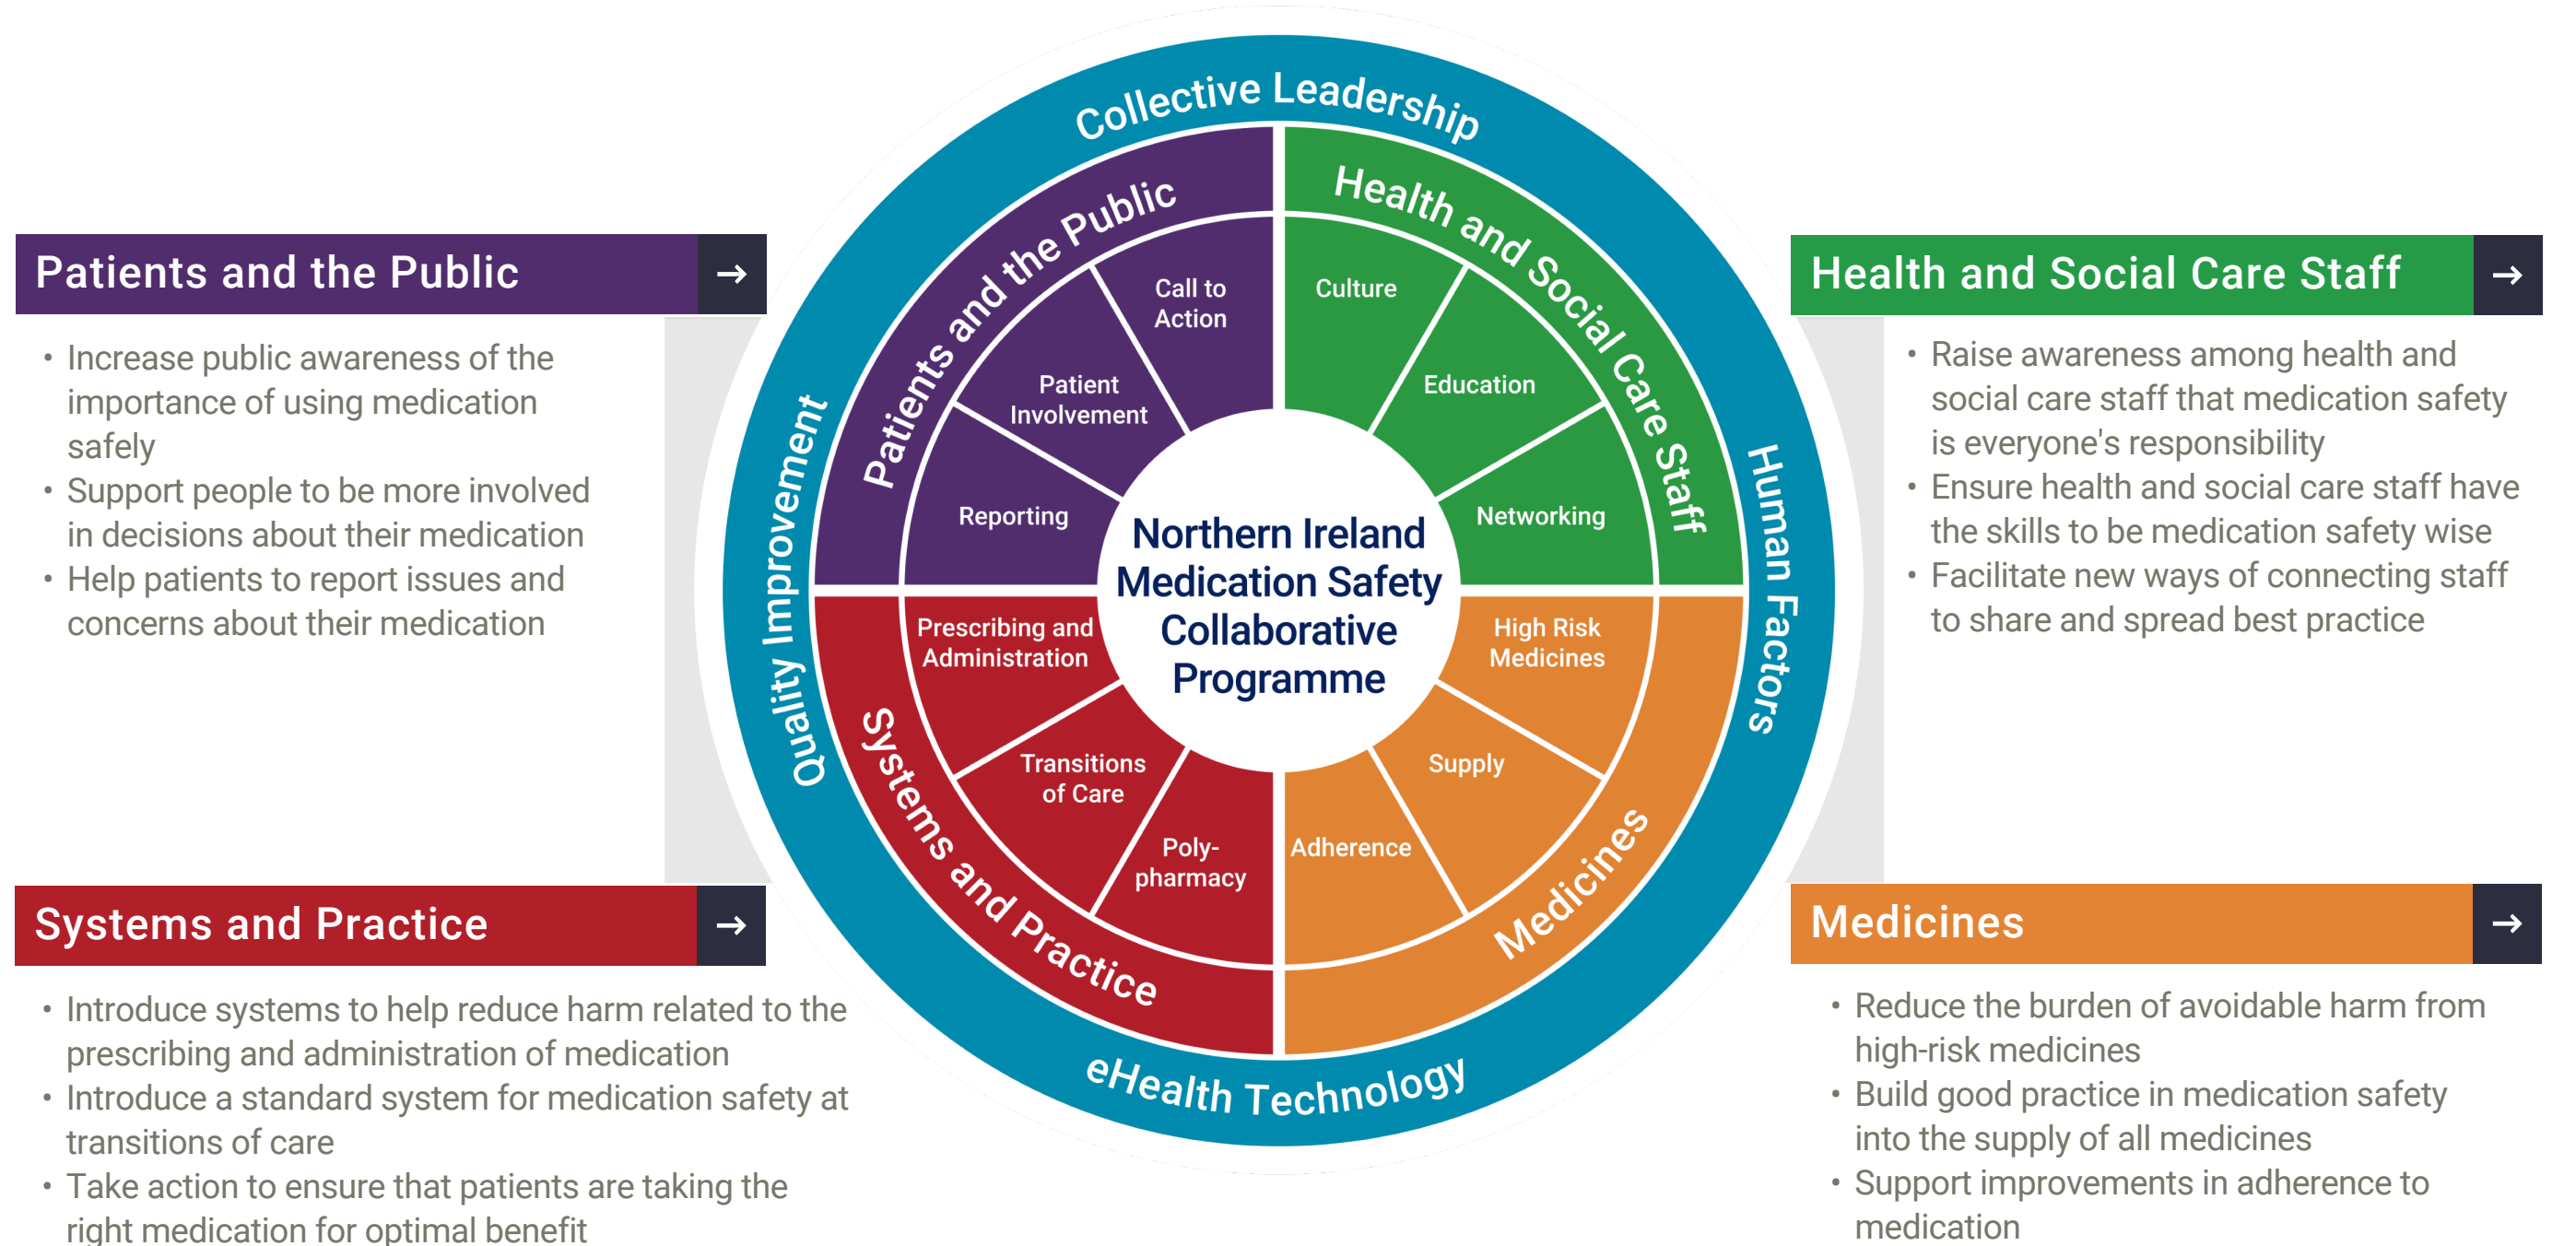 Collective Leadership
Human Factors
eHealth Technology
Quality Improvement
Patients and the Public
Health and Social Care Staff
Systems and Practice
Medicines
Call to
Action
Patient
Involvement
Reporting
Culture
Education
Networking
Northern Ireland
Medication Safety
Collaborative
Programme
Prescribing and
Administration
Transitions
of Care
Poly-
pharmacy
High Risk
Medicines
Supply
Adherence
Patients and the Public →
• Increase public awareness of the
importance of using medication
safely
• Support people to be more involved
in decisions about their medication
• Help patients to report issues and
concerns about their medication
Health and Social Care Staff →
• Raise awareness among health and
social care staff that medication safety
is everyone's responsibility
• Ensure health and social care staff have
the skills to be medication safety wise
• Facilitate new ways of connecting staff
to share and spread best practice
Systems and Practice →
• Introduce systems to help reduce harm related to the
prescribing and administration of medication
• Introduce a standard system for medication safety at
transitions of care
• Take action to ensure that patients are taking the
right medication for optimal benefit
Medicines →
• Reduce the burden of avoidable harm from
high-risk medicines
• Build good practice in medication safety
into the supply of all medicines
• Support improvements in adherence to
medication